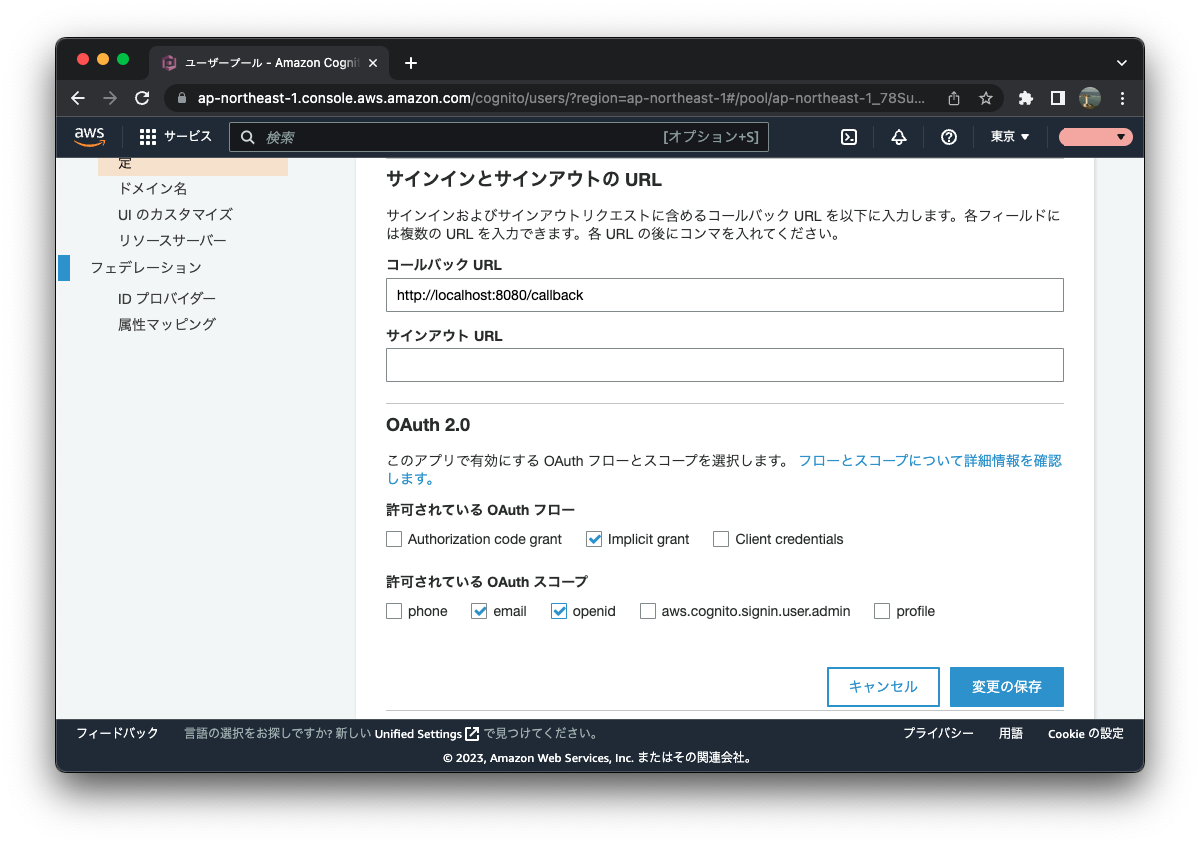 ユーザープール - Amazon Cogni
ap-northeast-1.console.aws.amazon.com/cognito/users/?region=ap-northeast-1#/pool/ap-northeast-1_78Su...
aws サービス 検索 [オプション+S] 東京
定
ドメイン名
UI のカスタマイズ
リソースサーバー
フェデレーション
ID プロバイダー
属性マッピング
サインインとサインアウトの URL
サインインおよびサインアウトリクエストに含めるコールバック URL を以下に入力します。各フィールドに
は複数の URL を入力できます。各 URL の後にコンマを入れてください。
コールバック URL
http://localhost:8080/callback
サインアウト URL
OAuth 2.0
このアプリで有効にする OAuth フローとスコープを選択します。 フローとスコープについて詳細情報を確認
します。
許可されている OAuth フロー
Authorization code grant Implicit grant Client credentials
許可されている OAuth スコープ
phone email openid aws.cognito.signin.user.admin profile
キャンセル 変更の保存
フィードバック 言語の選択をお探しですか? 新しい Unified Settings で見つけてください。 プライバシー 用語 Cookie の設定
© 2023, Amazon Web Services, Inc. またはその関連会社。